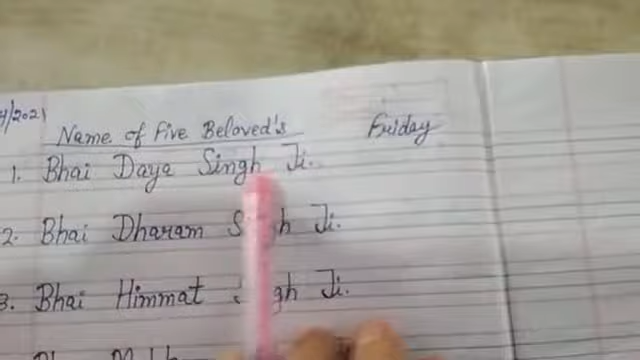 4/2021
Name of Five Beloved's Friday
1. Bhai Daya Singh Ji.
2. Bhai Dharam S h Ji.
3. Bhai Himmat gh Ji.